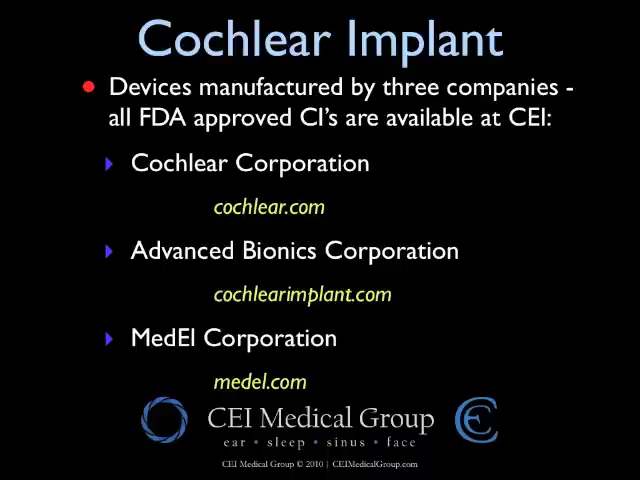 Cochlear Implant
• Devices manufactured by three companies -
all FDA approved CI's are available at CEI:
Cochlear Corporation
cochlear.com
Advanced Bionics Corporation
cochlearimplant.com
MedEl Corporation
medel.com
CEI Medical Group
ear • sleep • sinus • face
CEI Medical Group © 2010 | CEIMedicalGroup.com